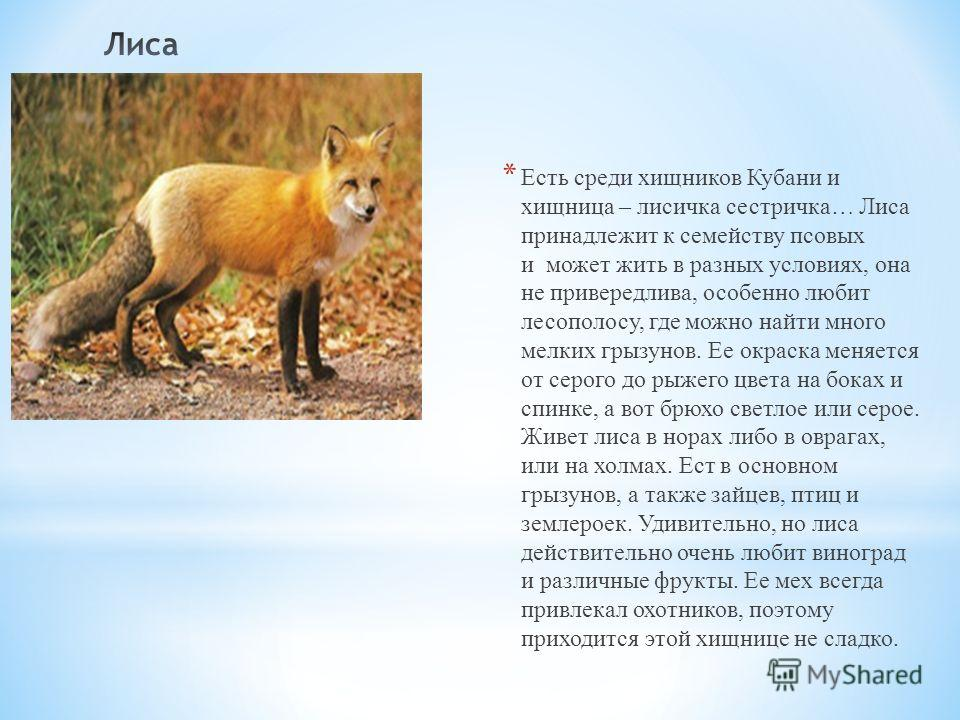 Лиса
* Есть среди хищников Кубани и
хищница – лисичка сестричка… Лиса
принадлежит к семейству псовых
и  может жить в разных условиях, она
не привередлива, особенно любит
лесополосу, где можно найти много
мелких грызунов. Ее окраска меняется
от серого до рыжего цвета на боках и
спинке, а вот брюхо светлое или серое.
Живет лиса в норах либо в оврагах,
или на холмах. Ест в основном
грызунов, а также зайцев, птиц и
землероек. Удивительно, но лиса
действительно очень любит виноград
и различные фрукты. Ее мех всегда
привлекал охотников, поэтому
приходится этой хищнице не сладко.
MyShared